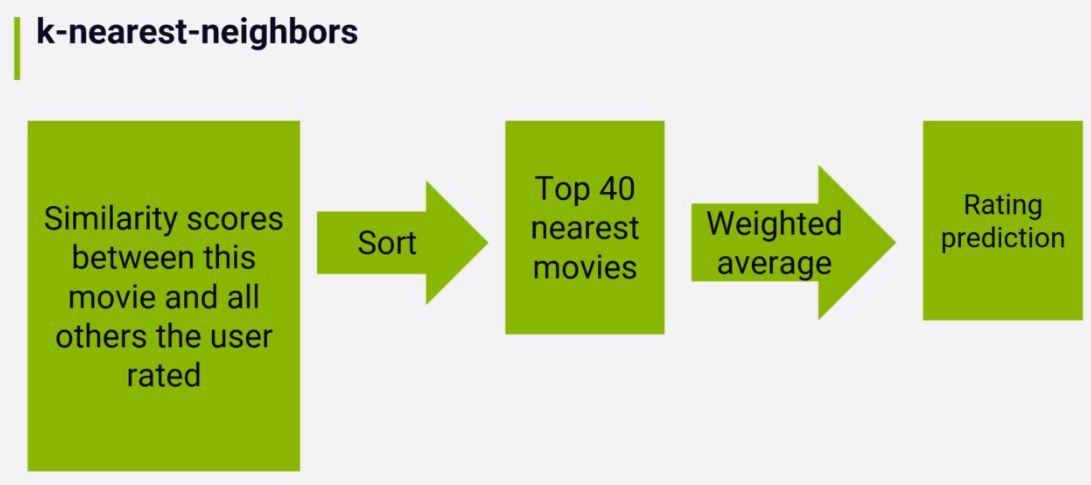 k-nearest-neighbors
Similarity scores
between this
movie and all
others the user
rated
Sort
Top 40
nearest
movies
Weighted
average
Rating
prediction